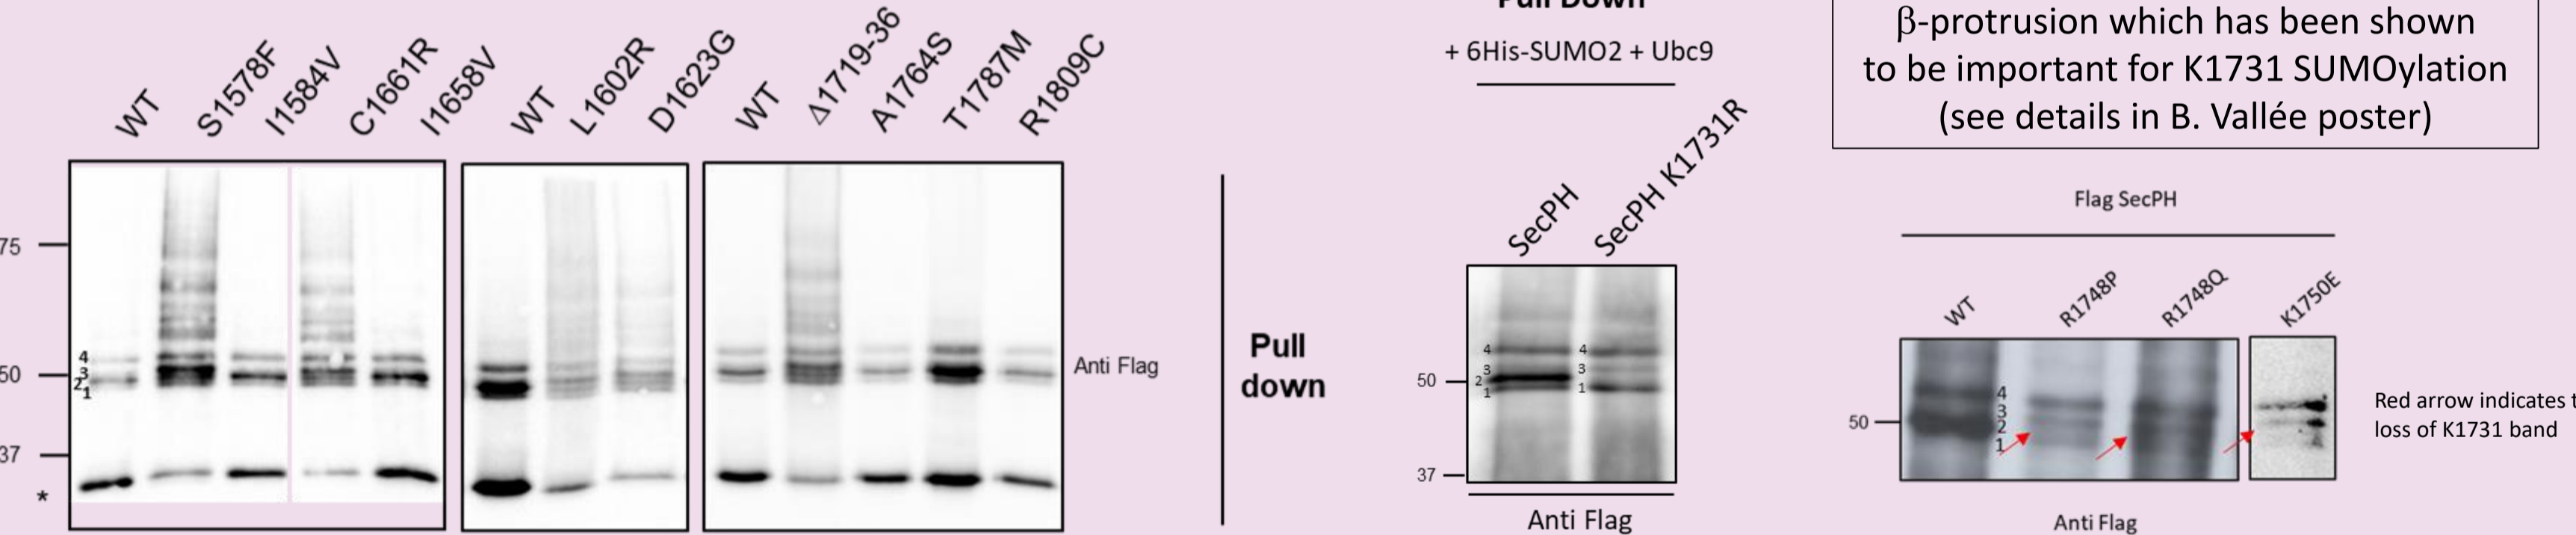 WT
S1578F
I1584V
C1661R
I1658V
WT
L1602R
D1623G
WT
Δ1719-36
A1764S
T1787M
R1809C
75
50
37
*
4
3
2
1
Anti Flag
Pull
down
Pull Down
+ 6His-SUMO2 + Ubc9
SecPH
SecPH K1731R
50
37
4
3
2
1
4
3
1
Anti Flag
β-protrusion which has been shown
to be important for K1731 SUMOylation
(see details in B. Vallée poster)
Flag SecPH
WT
R1748P
R1748Q
K1750E
50
4
3
2
1
Anti Flag
Red arrow indicates t
loss of K1731 band